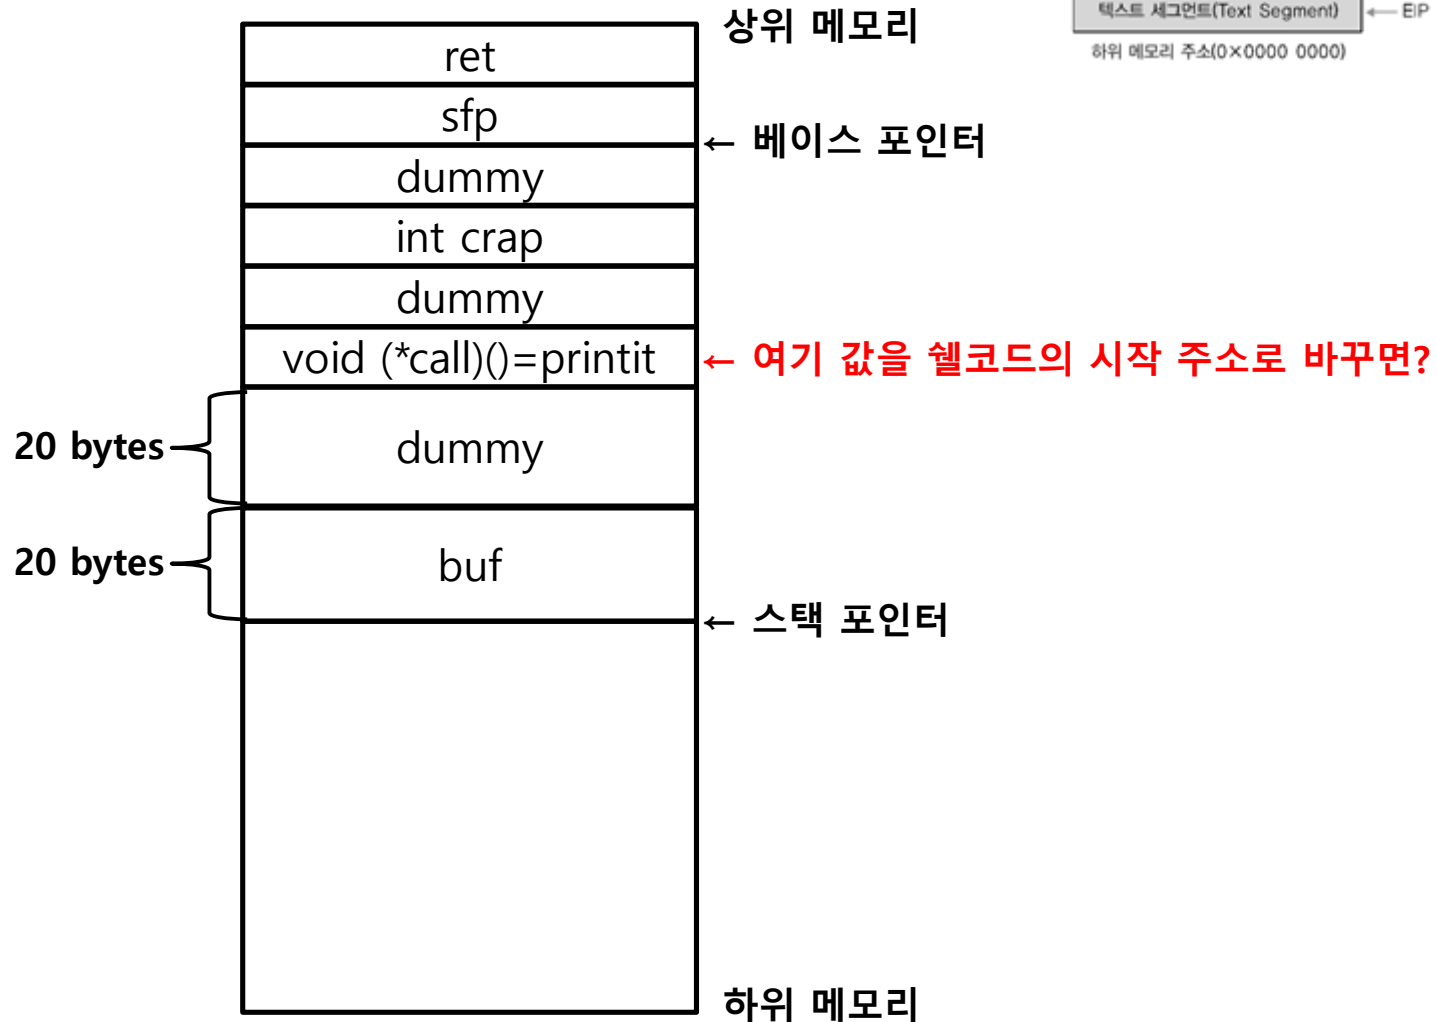 텍스트 세그먼트(Text Segment) ← EIP
상위 메모리
하위 메모리 주소(0×0000 0000)
ret
sfp
← 베이스 포인터
dummy
int crap
dummy
void (*call)()=printit
← 여기 값을 쉘코드의 시작 주소로 바꾸면?
20 bytes
dummy
20 bytes
buf
← 스택 포인터
하위 메모리